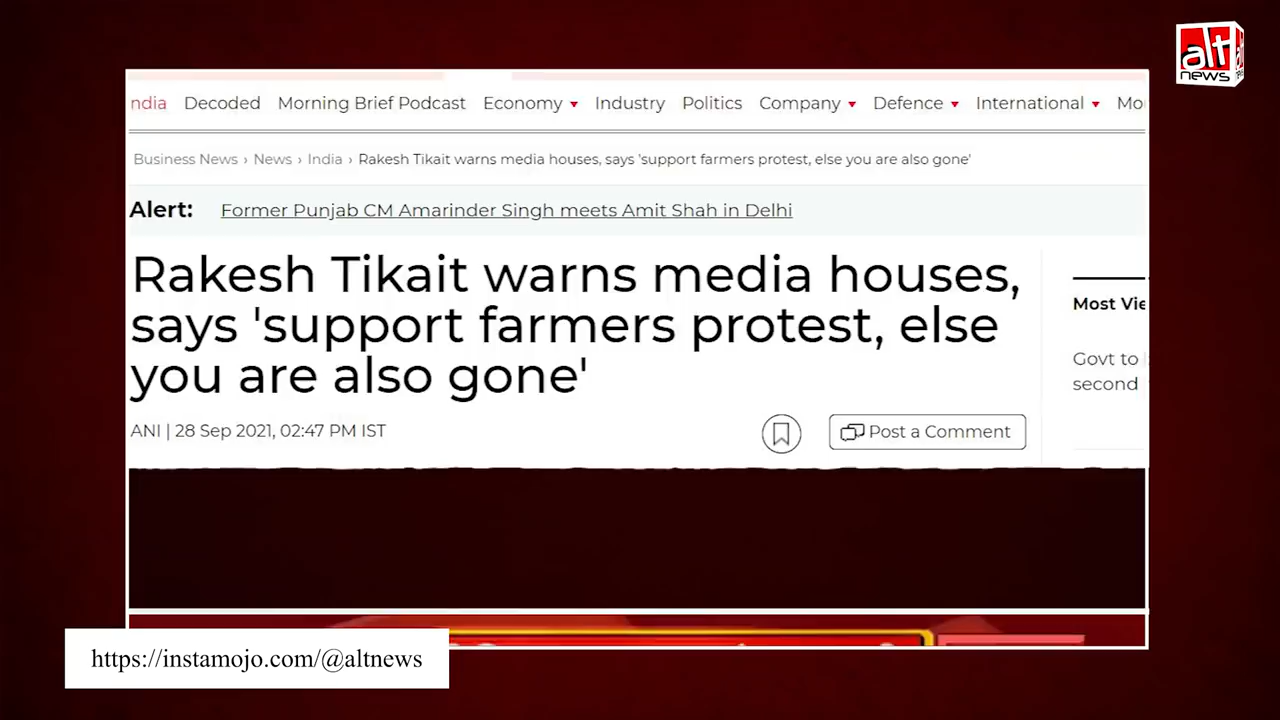 alt
news
ndia Decoded Morning Brief Podcast Economy Industry Politics Company Defence International Mo
Business News › News › India › Rakesh Tikait warns media houses, says 'support farmers protest, else you are also gone'
Alert: Former Punjab CM Amarinder Singh meets Amit Shah in Delhi
Rakesh Tikait warns media houses,
says 'support farmers protest, else
you are also gone'
ANI | 28 Sep 2021, 02:47 PM IST
Post a Comment
Most Vie
Govt to
second
https://instamojo.com/@altnews